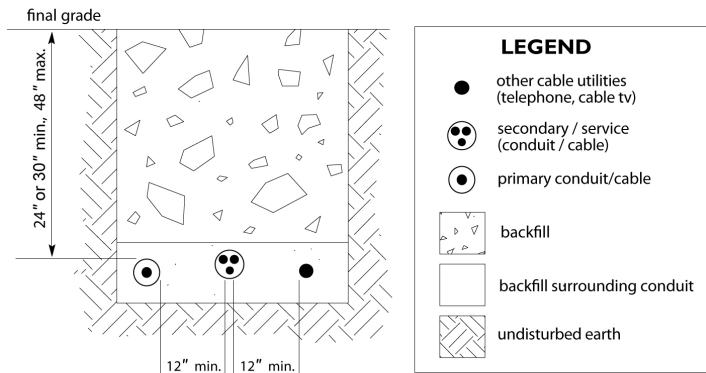 final grade
24" or 30" min., 48" max.
12" min.
12" min.
LEGEND
other cable utilities
(telephone, cable tv)
secondary / service
(conduit / cable)
primary conduit/cable
backfill
backfill surrounding conduit
undisturbed earth